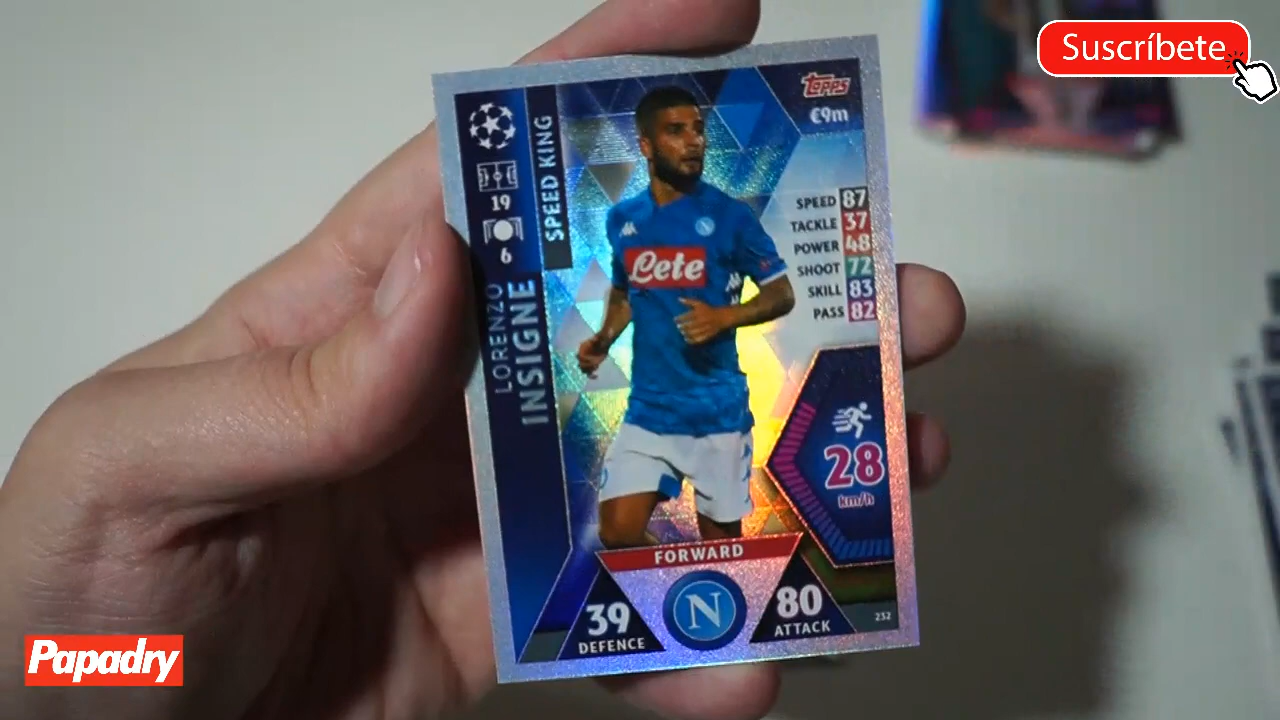 Suscríbete
topps
€9m
SPEED KING
19
6
LORENZO
INSIGNE
SPEED 87
TACKLE 37
POWER 48
SHOOT 72
SKILL 83
PASS 82
Lete
28
km/h
FORWARD
39
DEFENCE
N
80
ATTACK
232
Papadry